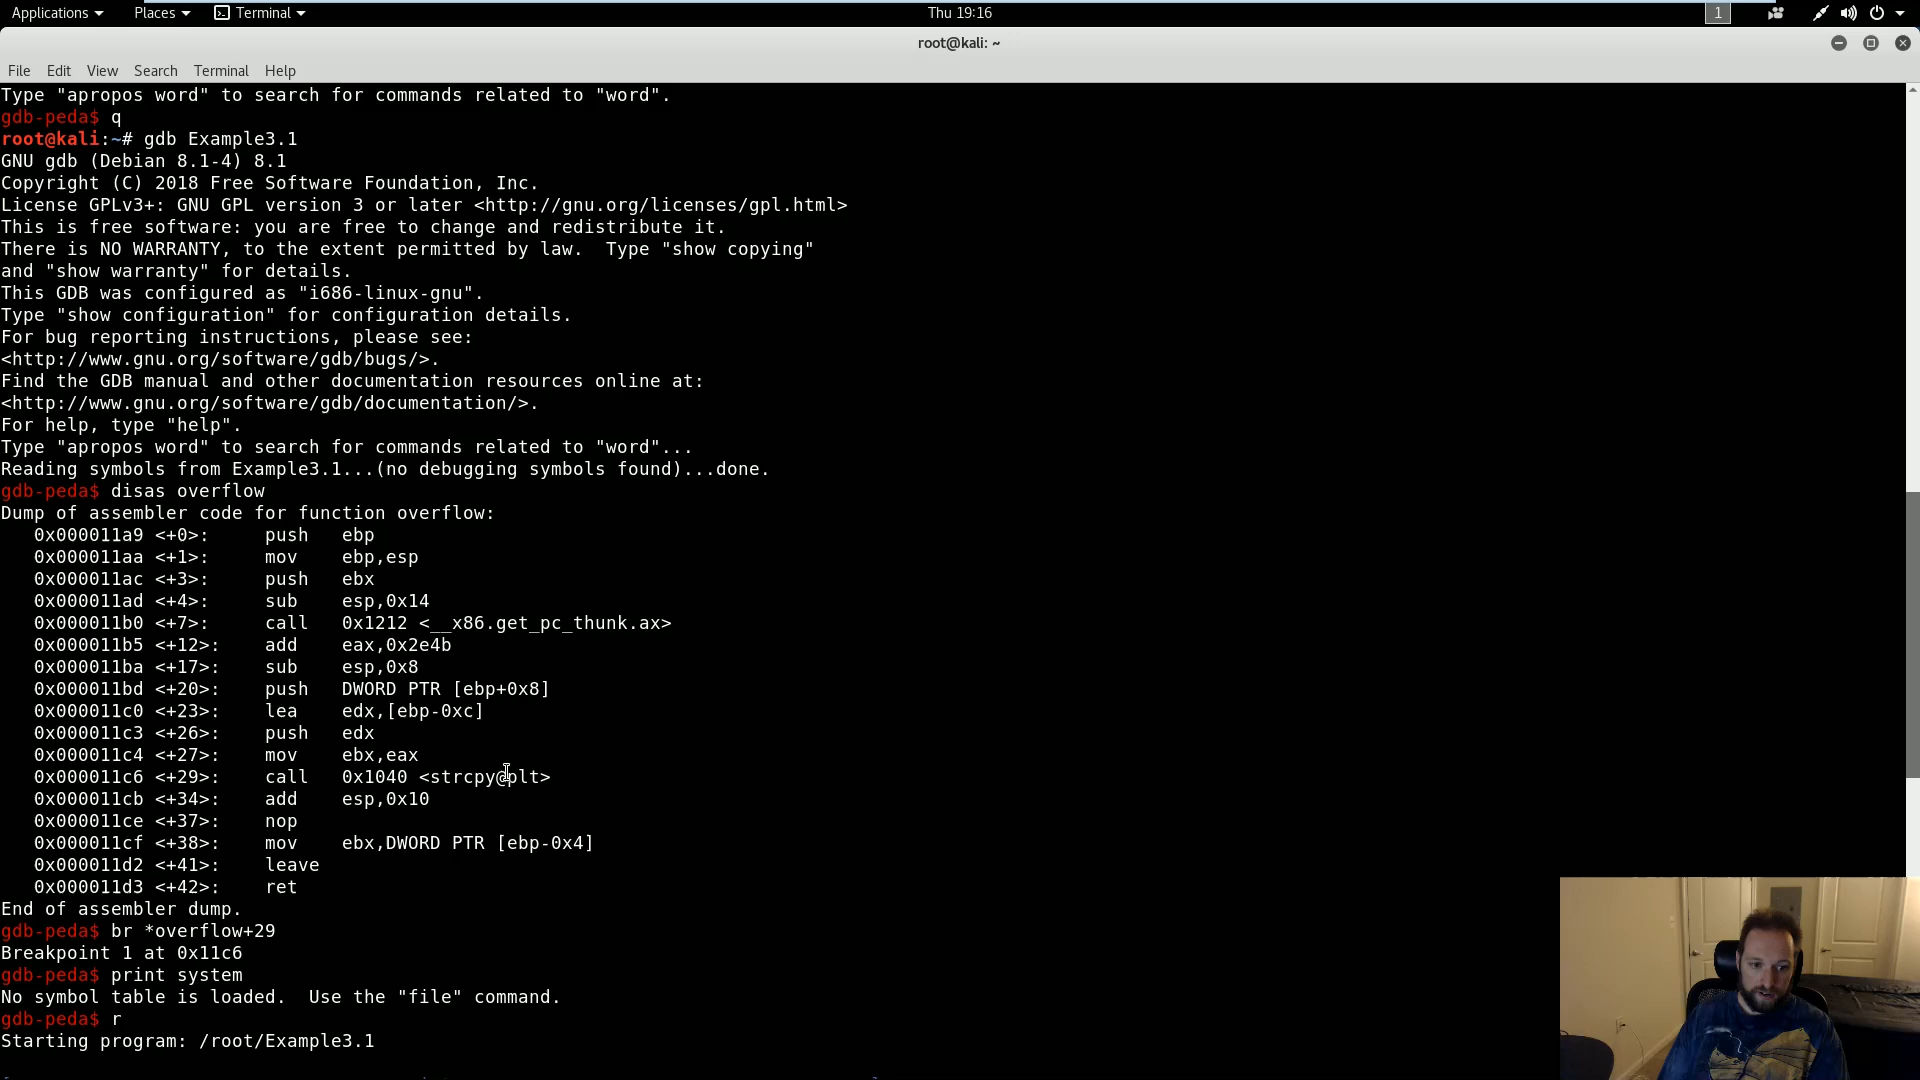 Applications Places Terminal Thu 19:16 1
root@kali: ~
File Edit View Search Terminal Help
Type "apropos word" to search for commands related to "word".
gdb-peda$ q
root@kali:~# gdb Example3.1
GNU gdb (Debian 8.1-4) 8.1
Copyright (C) 2018 Free Software Foundation, Inc.
License GPLv3+: GNU GPL version 3 or later <http://gnu.org/licenses/gpl.html>
This is free software: you are free to change and redistribute it.
There is NO WARRANTY, to the extent permitted by law.  Type "show copying"
and "show warranty" for details.
This GDB was configured as "i686-linux-gnu".
Type "show configuration" for configuration details.
For bug reporting instructions, please see:
<http://www.gnu.org/software/gdb/bugs/>.
Find the GDB manual and other documentation resources online at:
<http://www.gnu.org/software/gdb/documentation/>.
For help, type "help".
Type "apropos word" to search for commands related to "word"...
Reading symbols from Example3.1...(no debugging symbols found)...done.
gdb-peda$ disas overflow
Dump of assembler code for function overflow:
   0x000011a9 <+0>:     push   ebp
   0x000011aa <+1>:     mov    ebp,esp
   0x000011ac <+3>:     push   ebx
   0x000011ad <+4>:     sub    esp,0x14
   0x000011b0 <+7>:     call   0x1212 <__x86.get_pc_thunk.ax>
   0x000011b5 <+12>:    add    eax,0x2e4b
   0x000011ba <+17>:    sub    esp,0x8
   0x000011bd <+20>:    push   DWORD PTR [ebp+0x8]
   0x000011c0 <+23>:    lea    edx,[ebp-0xc]
   0x000011c3 <+26>:    push   edx
   0x000011c4 <+27>:    mov    ebx,eax
   0x000011c6 <+29>:    call   0x1040 <strcpy@plt>
   0x000011cb <+34>:    add    esp,0x10
   0x000011ce <+37>:    nop
   0x000011cf <+38>:    mov    ebx,DWORD PTR [ebp-0x4]
   0x000011d2 <+41>:    leave
   0x000011d3 <+42>:    ret
End of assembler dump.
gdb-peda$ br *overflow+29
Breakpoint 1 at 0x11c6
gdb-peda$ print system
No symbol table is loaded.  Use the "file" command.
gdb-peda$ r
Starting program: /root/Example3.1